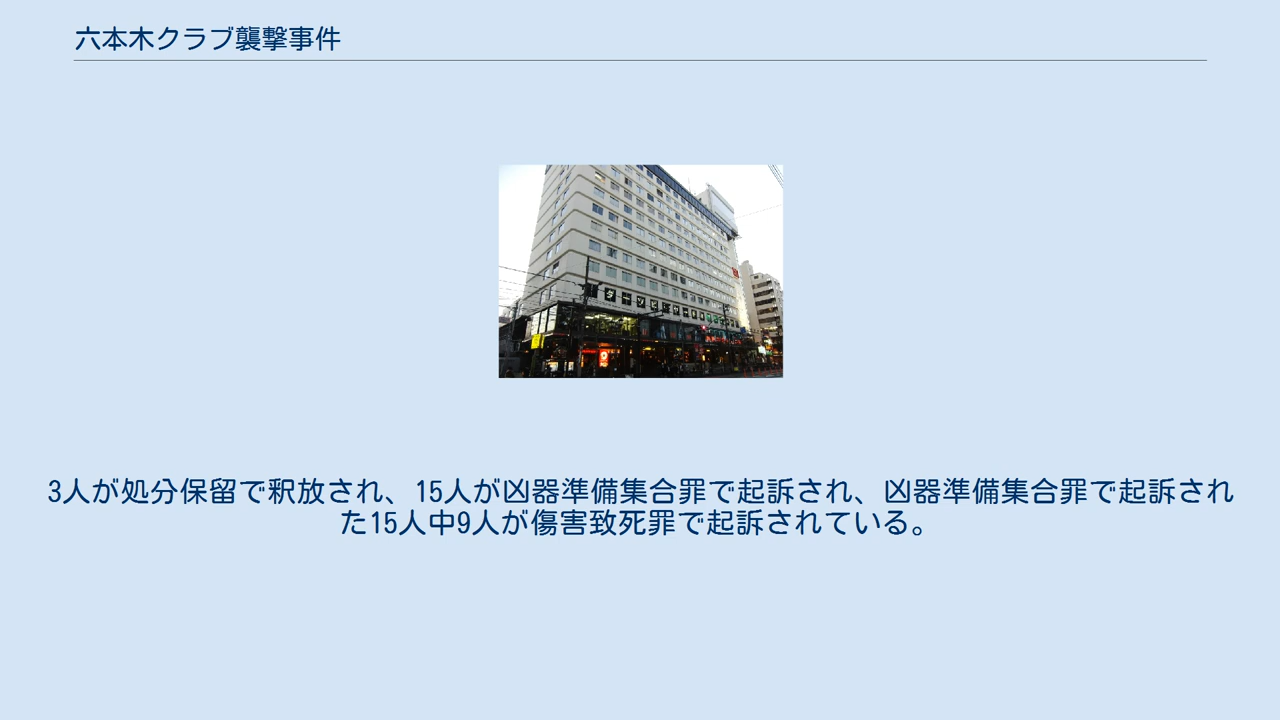 六本木クラブ襲撃事件
3人が処分保留で釈放され、15人が凶器準備集合罪で起訴され、凶器準備集合罪で起訴され
た15人中9人が傷害致死罪で起訴されている。